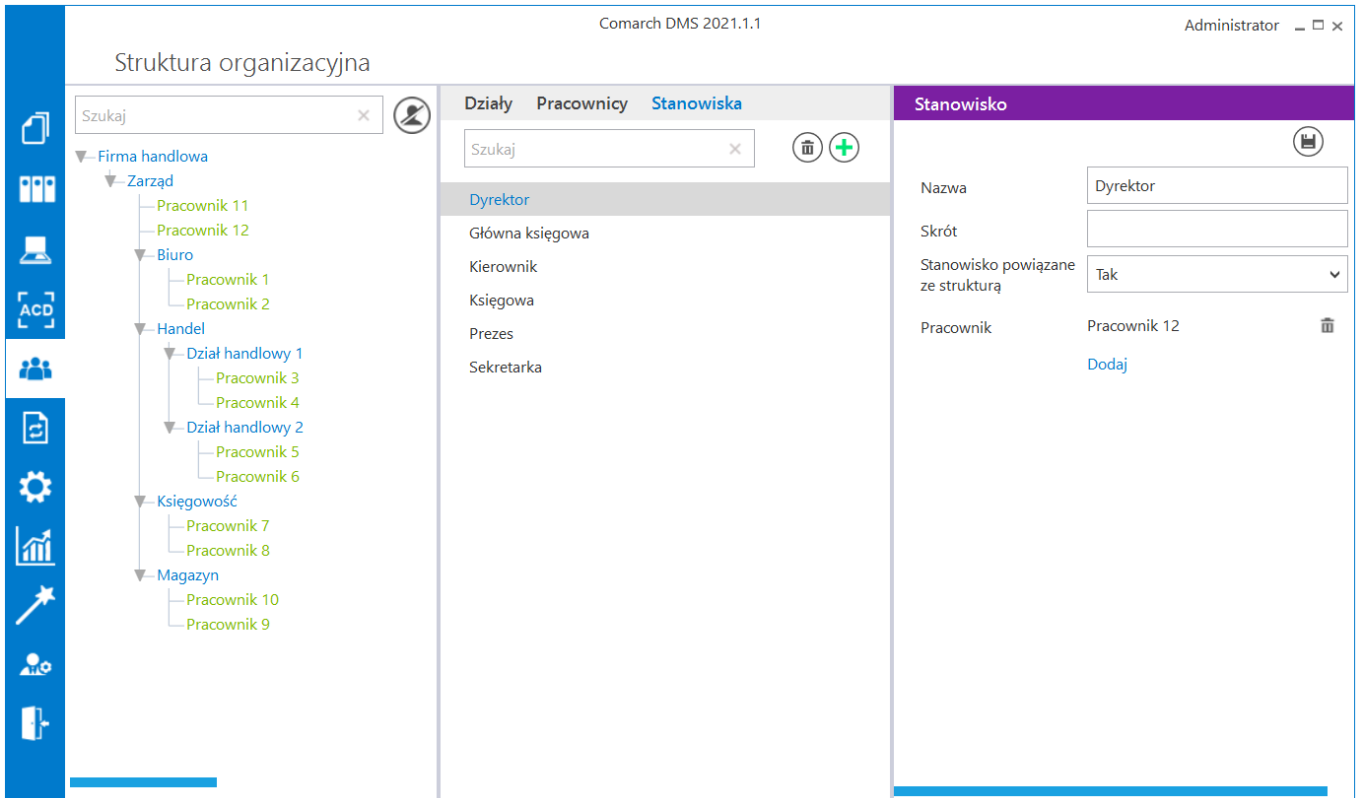 Comarch DMS 2021.1.1
Administrator
Struktura organizacyjna
Szukaj
Firma handlowa
Zarząd
Pracownik 11
Pracownik 12
Biuro
Pracownik 1
Pracownik 2
Handel
Dział handlowy 1
Pracownik 3
Pracownik 4
Dział handlowy 2
Pracownik 5
Pracownik 6
Księgowość
Pracownik 7
Pracownik 8
Magazyn
Pracownik 10
Pracownik 9
ACD
Działy Pracownicy Stanowiska
Szukaj
Dyrektor
Główna księgowa
Kierownik
Księgowa
Prezes
Sekretarka
Stanowisko
Nazwa Dyrektor
Skrót
Stanowisko powiązane
ze strukturą
Tak
Pracownik Pracownik 12
Dodaj